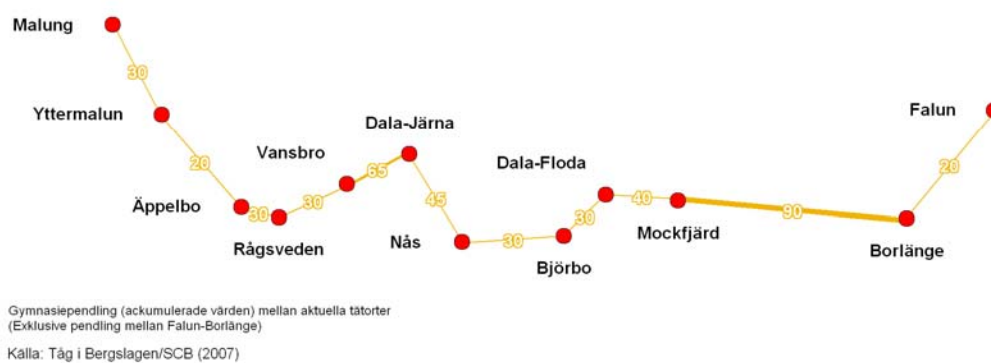 Malung
30
Yttermalun
20
Äppelbo
30
Rågsveden
30
Vansbro
65
Dala-Järna
45
Nås
30
Björbo
30
Dala-Floda
40
Mockfjärd
90
Borlänge
20
Falun
Gymnasiependling (ackumulerade värden) mellan aktuella tätorter
(Exklusive pendling mellan Falun-Borlänge)
Källa: Tåg i Bergslagen/SCB (2007)